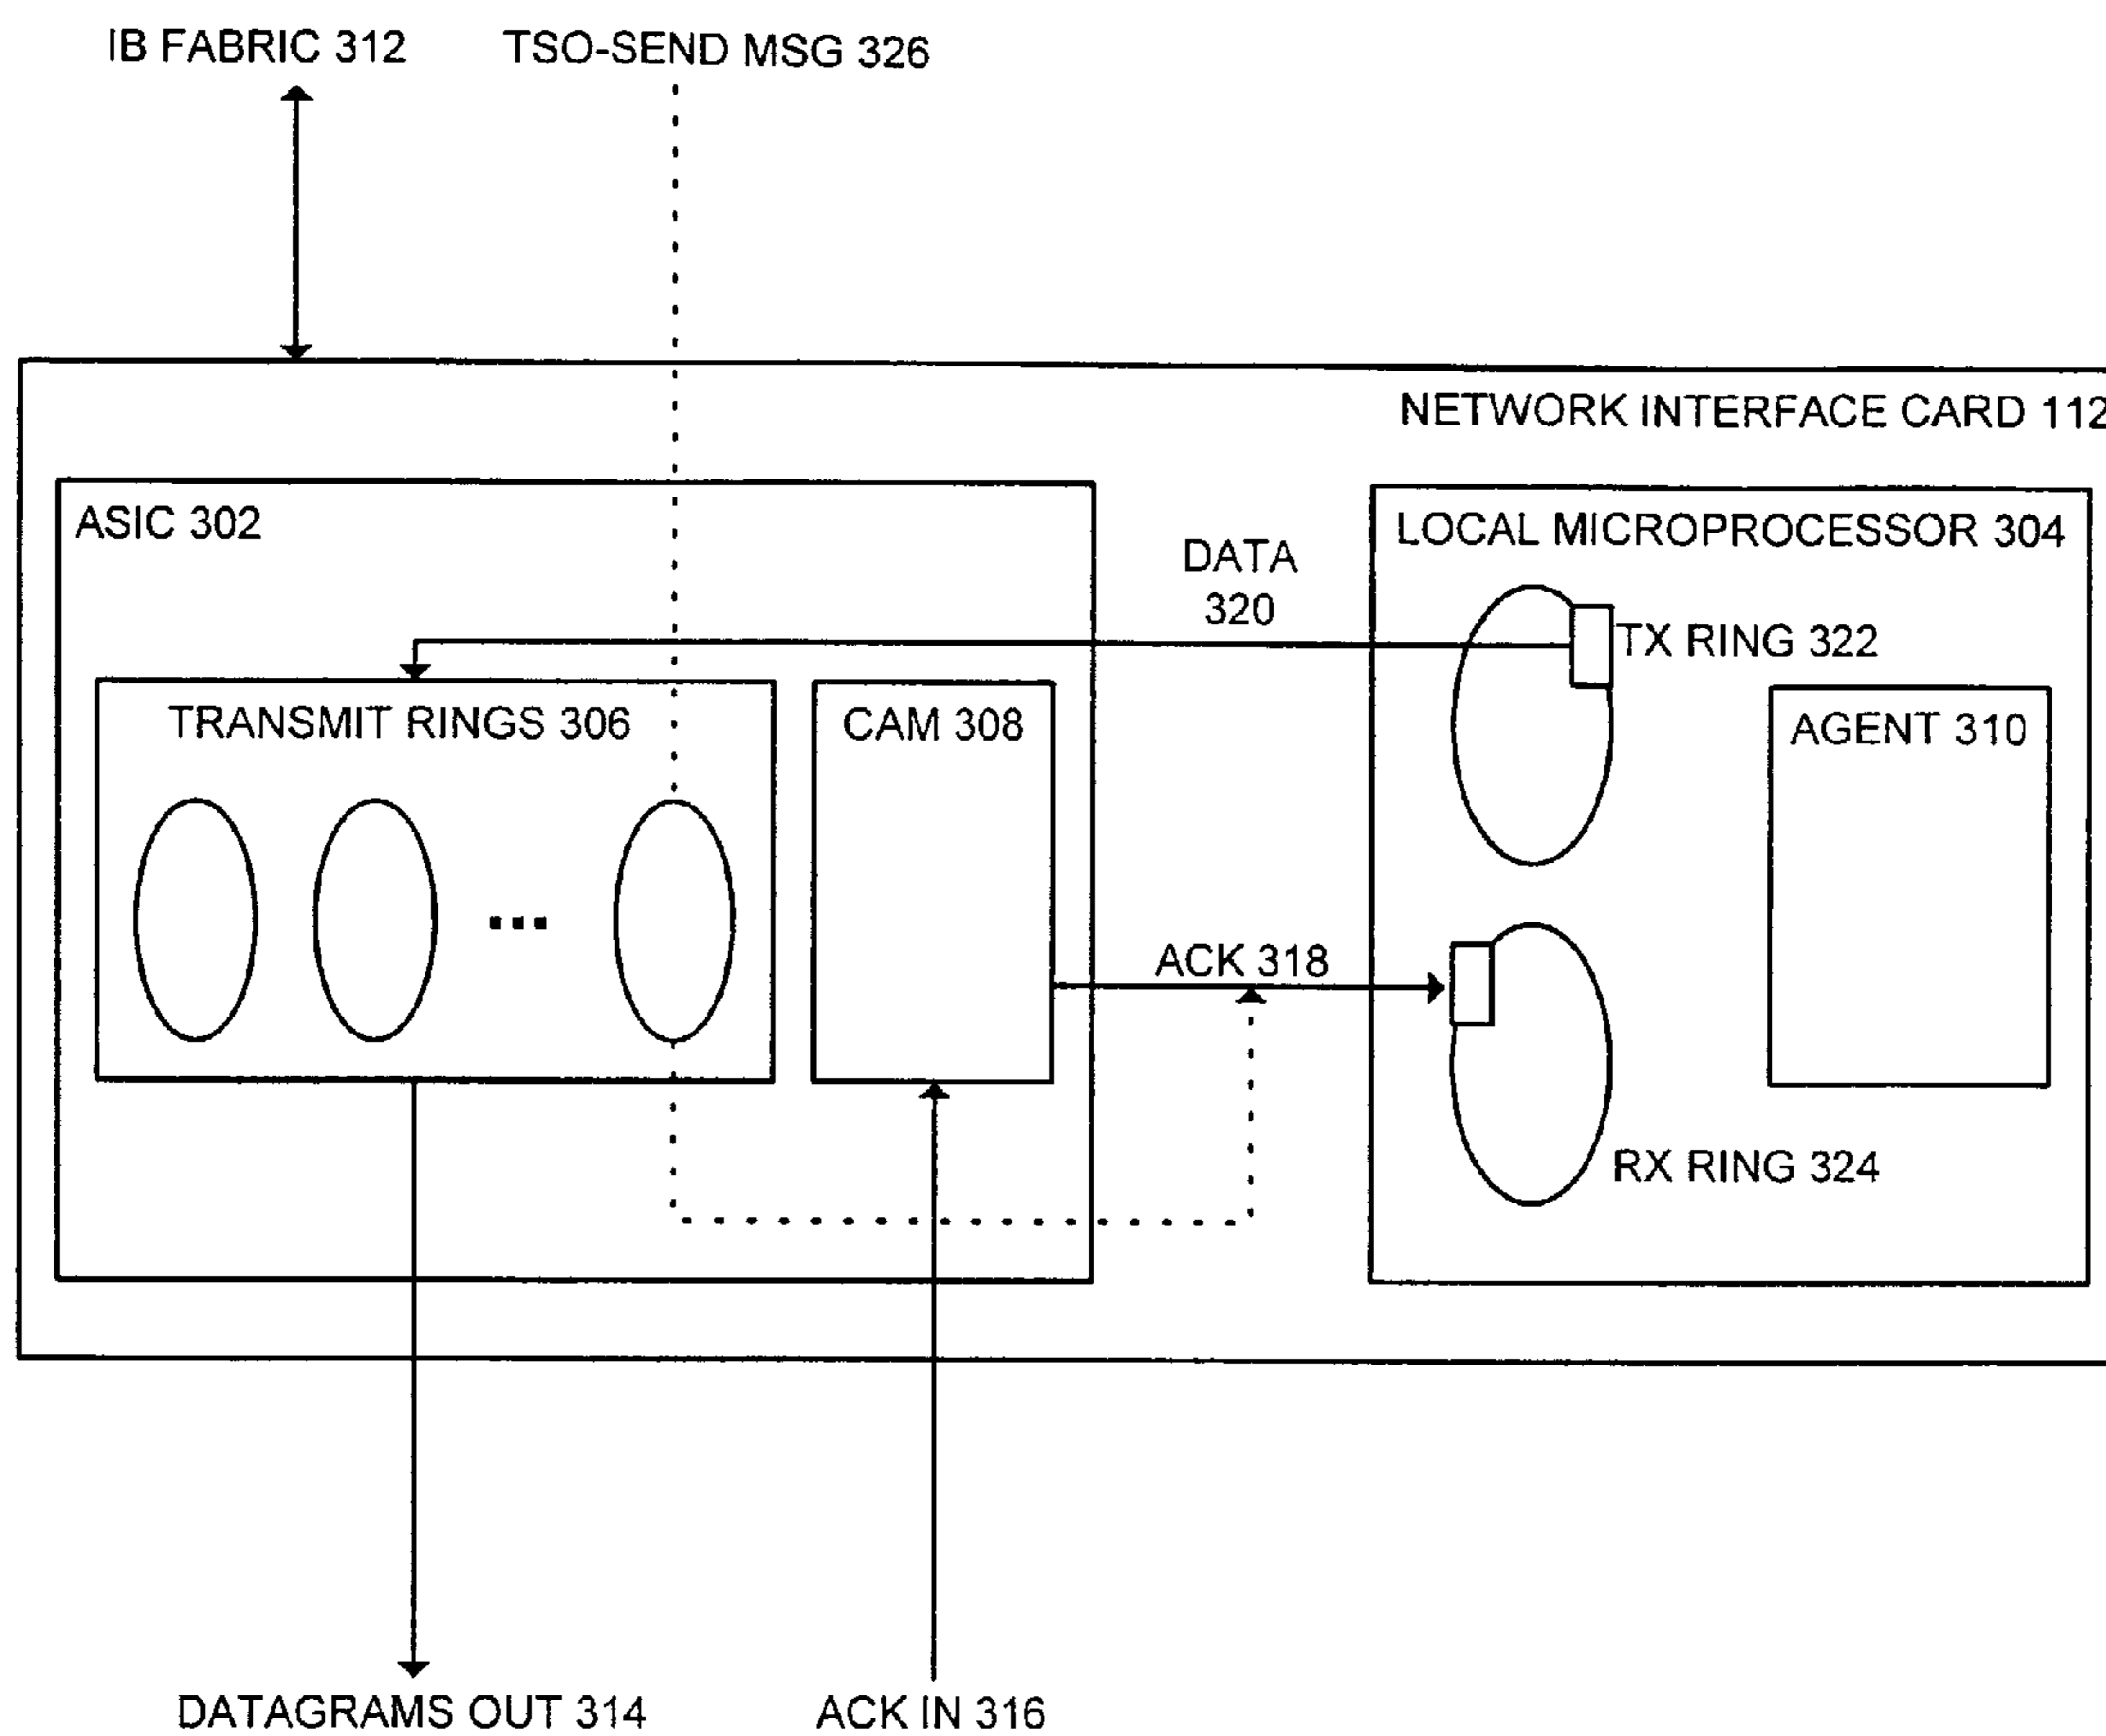 IB FABRIC 312
TSO-SEND MSG 326
NETWORK INTERFACE CARD 112
ASIC 302
LOCAL MICROPROCESSOR 304
DATA
320
TX RING 322
TRANSMIT RINGS 306
CAM 308
AGENT 310
...
ACK 318
RX RING 324
DATAGRAMS OUT 314
ACK IN 316